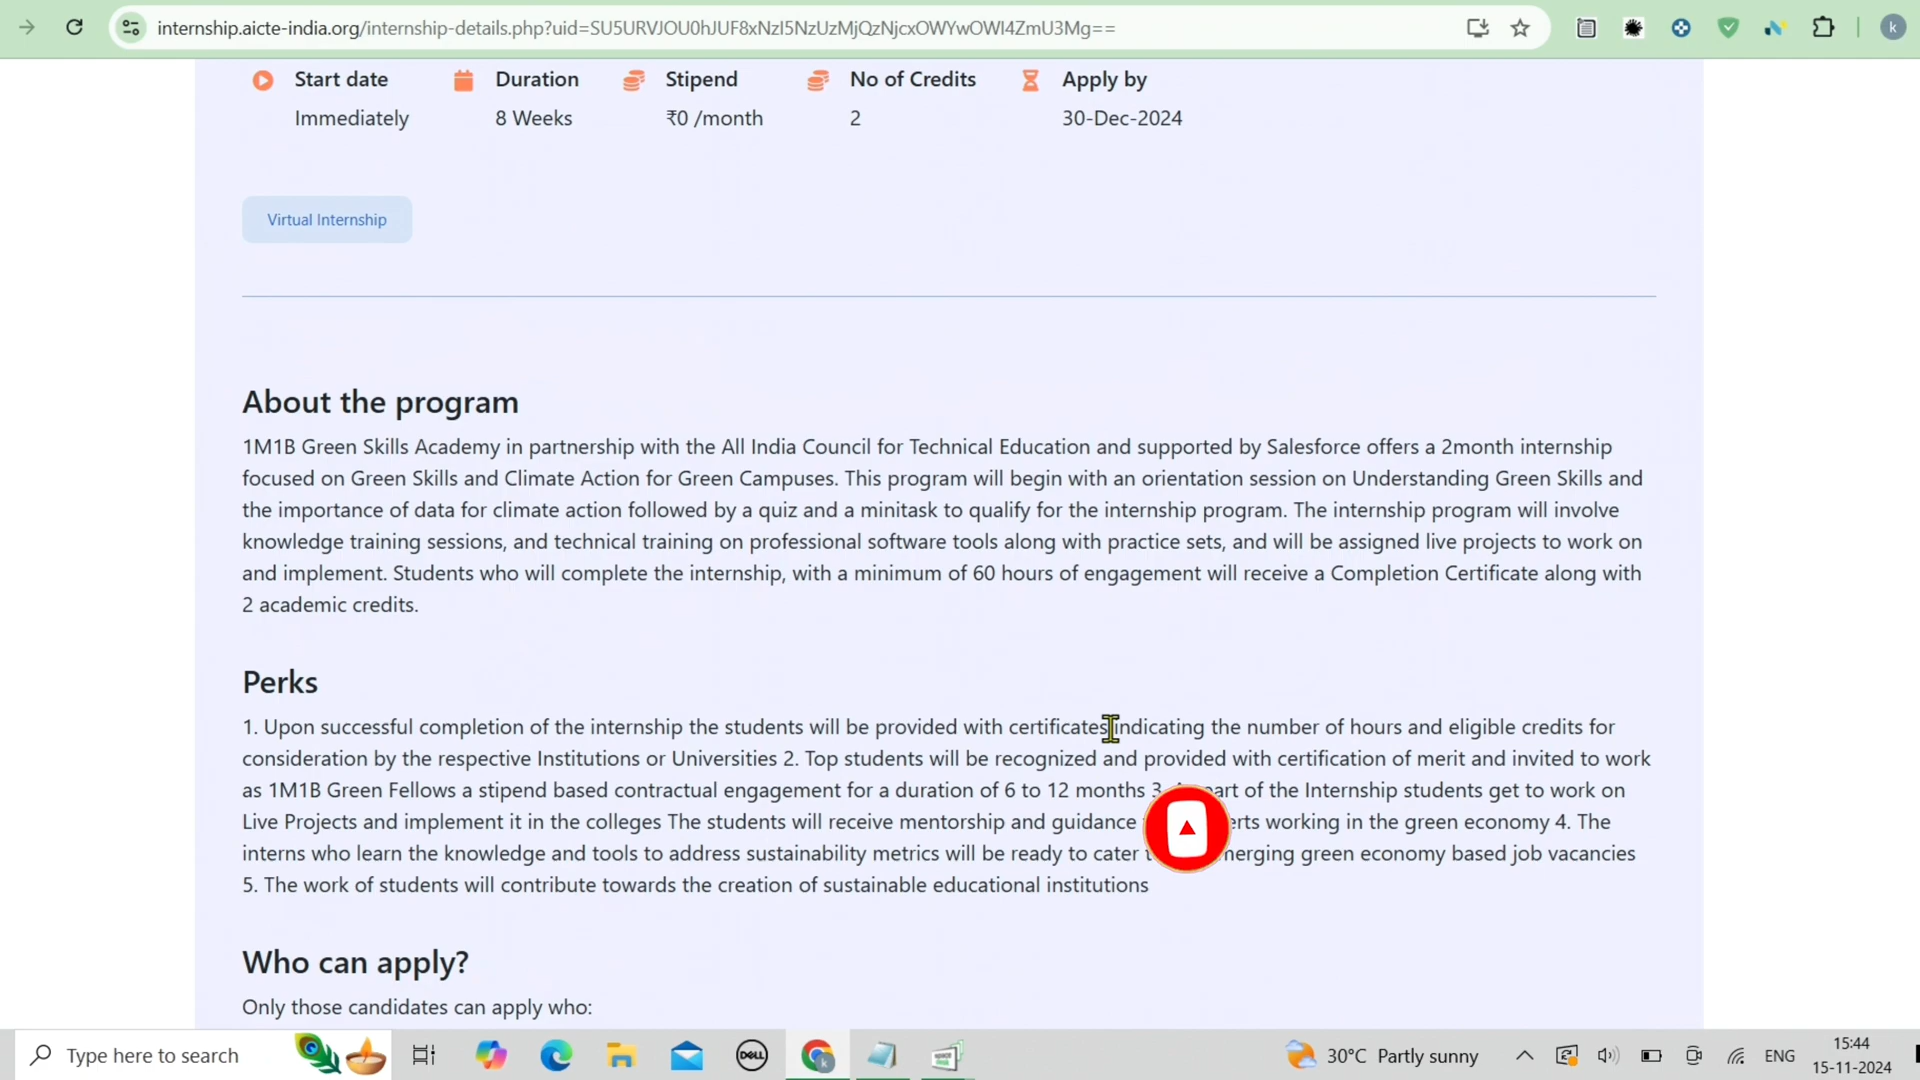 internship.aicte-india.org/internship-details.php?uid=SU5URVJOU0hJUF8xNzI5NzUzMjQzNjcxOWYwOWI4ZmU3Mg==
k
Start date Duration Stipend No of Credits Apply by
Immediately 8 Weeks ₹0 /month 2 30-Dec-2024
Virtual Internship
About the program
1M1B Green Skills Academy in partnership with the All India Council for Technical Education and supported by Salesforce offers a 2month internship
focused on Green Skills and Climate Action for Green Campuses. This program will begin with an orientation session on Understanding Green Skills and
the importance of data for climate action followed by a quiz and a minitask to qualify for the internship program. The internship program will involve
knowledge training sessions, and technical training on professional software tools along with practice sets, and will be assigned live projects to work on
and implement. Students who will complete the internship, with a minimum of 60 hours of engagement will receive a Completion Certificate along with
2 academic credits.
Perks
1. Upon successful completion of the internship the students will be provided with certificates indicating the number of hours and eligible credits for
consideration by the respective Institutions or Universities 2. Top students will be recognized and provided with certification of merit and invited to work
as 1M1B Green Fellows a stipend based contractual engagement for a duration of 6 to 12 months 3. part of the Internship students get to work on
Live Projects and implement it in the colleges The students will receive mentorship and guidance working in the green economy 4. The
interns who learn the knowledge and tools to address sustainability metrics will be ready to cater green economy based job vacancies
5. The work of students will contribute towards the creation of sustainable educational institutions
Who can apply?
Only those candidates can apply who:
Type here to search DELL 30°C Partly sunny ENG 15:44
15-11-2024